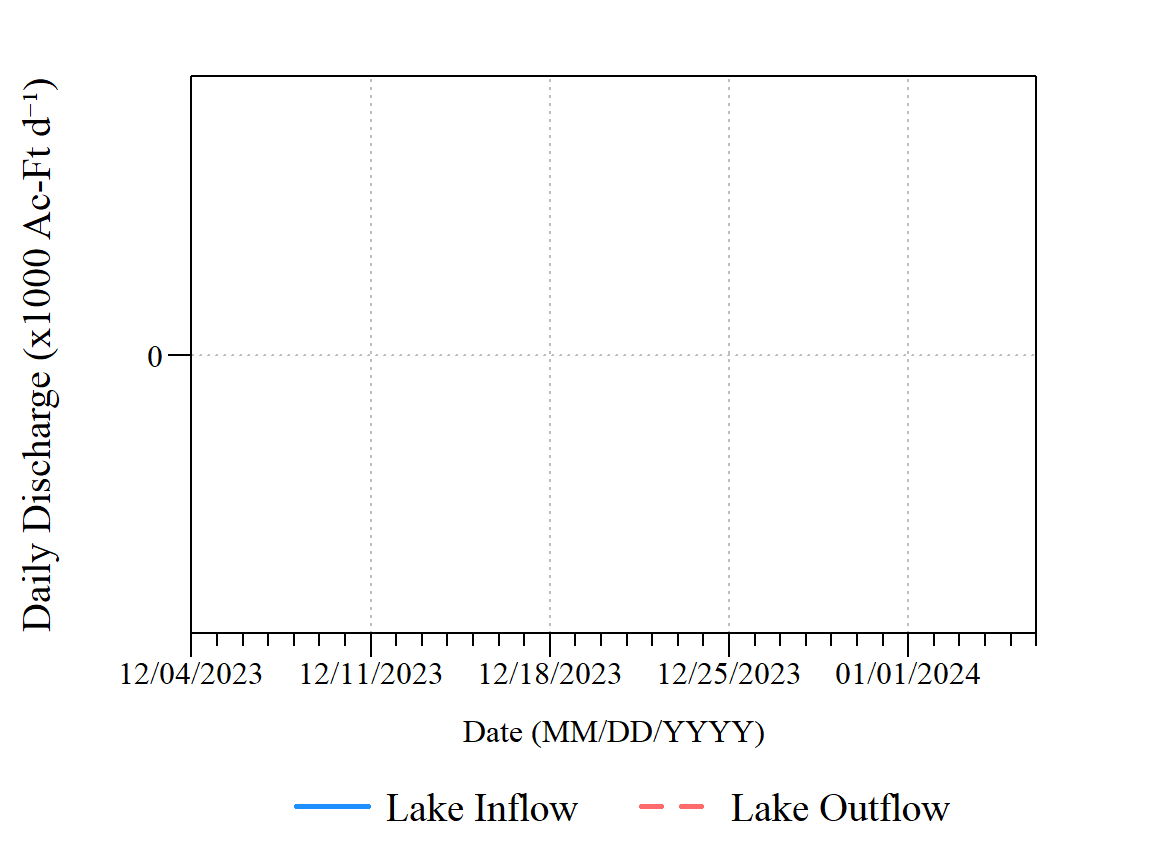 Daily Discharge (x1000 Ac-Ft d⁻¹)
0
12/04/2023 12/11/2023 12/18/2023 12/25/2023 01/01/2024
Date (MM/DD/YYYY)
Lake Inflow Lake Outflow